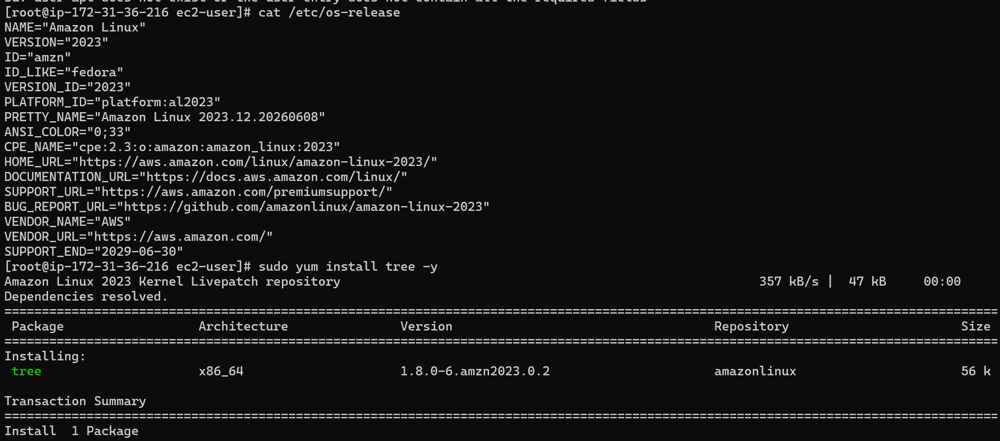 su: user apt does not exist or the user entry does not contain all the required fields
[root@ip-172-31-36-216 ec2-user]# cat /etc/os-release
NAME="Amazon Linux"
VERSION="2023"
ID="amzn"
ID_LIKE="fedora"
VERSION_ID="2023"
PLATFORM_ID="platform:al2023"
PRETTY_NAME="Amazon Linux 2023.12.20260608"
ANSI_COLOR="0;33"
CPE_NAME="cpe:2.3:o:amazon:amazon_linux:2023"
HOME_URL="https://aws.amazon.com/linux/amazon-linux-2023/"
DOCUMENTATION_URL="https://docs.aws.amazon.com/linux/"
SUPPORT_URL="https://aws.amazon.com/premiumsupport/"
BUG_REPORT_URL="https://github.com/amazonlinux/amazon-linux-2023"
VENDOR_NAME="AWS"
VENDOR_URL="https://aws.amazon.com/"
SUPPORT_END="2029-06-30"
[root@ip-172-31-36-216 ec2-user]# sudo yum install tree -y
Amazon Linux 2023 Kernel Livepatch repository 357 kB/s | 47 kB 00:00
Dependencies resolved.
Package Architecture Version Repository Size
Installing:
tree x86_64 1.8.0-6.amzn2023.0.2 amazonlinux 56 k
Transaction Summary
Install 1 Package